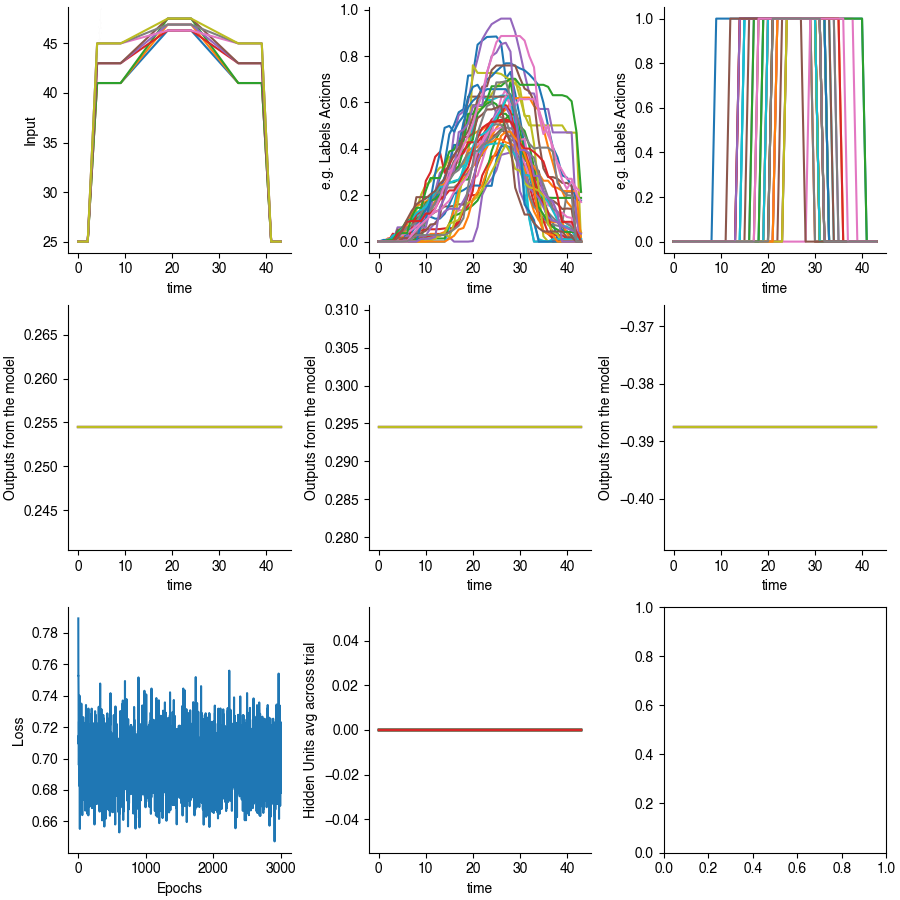 Input
45
40
35
30
25
0 10 20 30 40
time
e.g. Labels Actions
1.0
0.8
0.6
0.4
0.2
0.0
0 10 20 30 40
time
e.g. Labels Actions
1.0
0.8
0.6
0.4
0.2
0.0
0 10 20 30 40
time
Outputs from the model
0.265
0.260
0.255
0.250
0.245
0 10 20 30 40
time
Outputs from the model
0.310
0.305
0.300
0.295
0.290
0.285
0.280
0 10 20 30 40
time
Outputs from the model
−0.37
−0.38
−0.39
−0.40
0 10 20 30 40
time
Loss
0.78
0.76
0.74
0.72
0.70
0.68
0.66
0 1000 2000 3000
Epochs
Hidden Units avg across trial
0.04
0.02
0.00
−0.02
−0.04
0 10 20 30 40
time
1.0
0.8
0.6
0.4
0.2
0.0
0.0 0.2 0.4 0.6 0.8 1.0